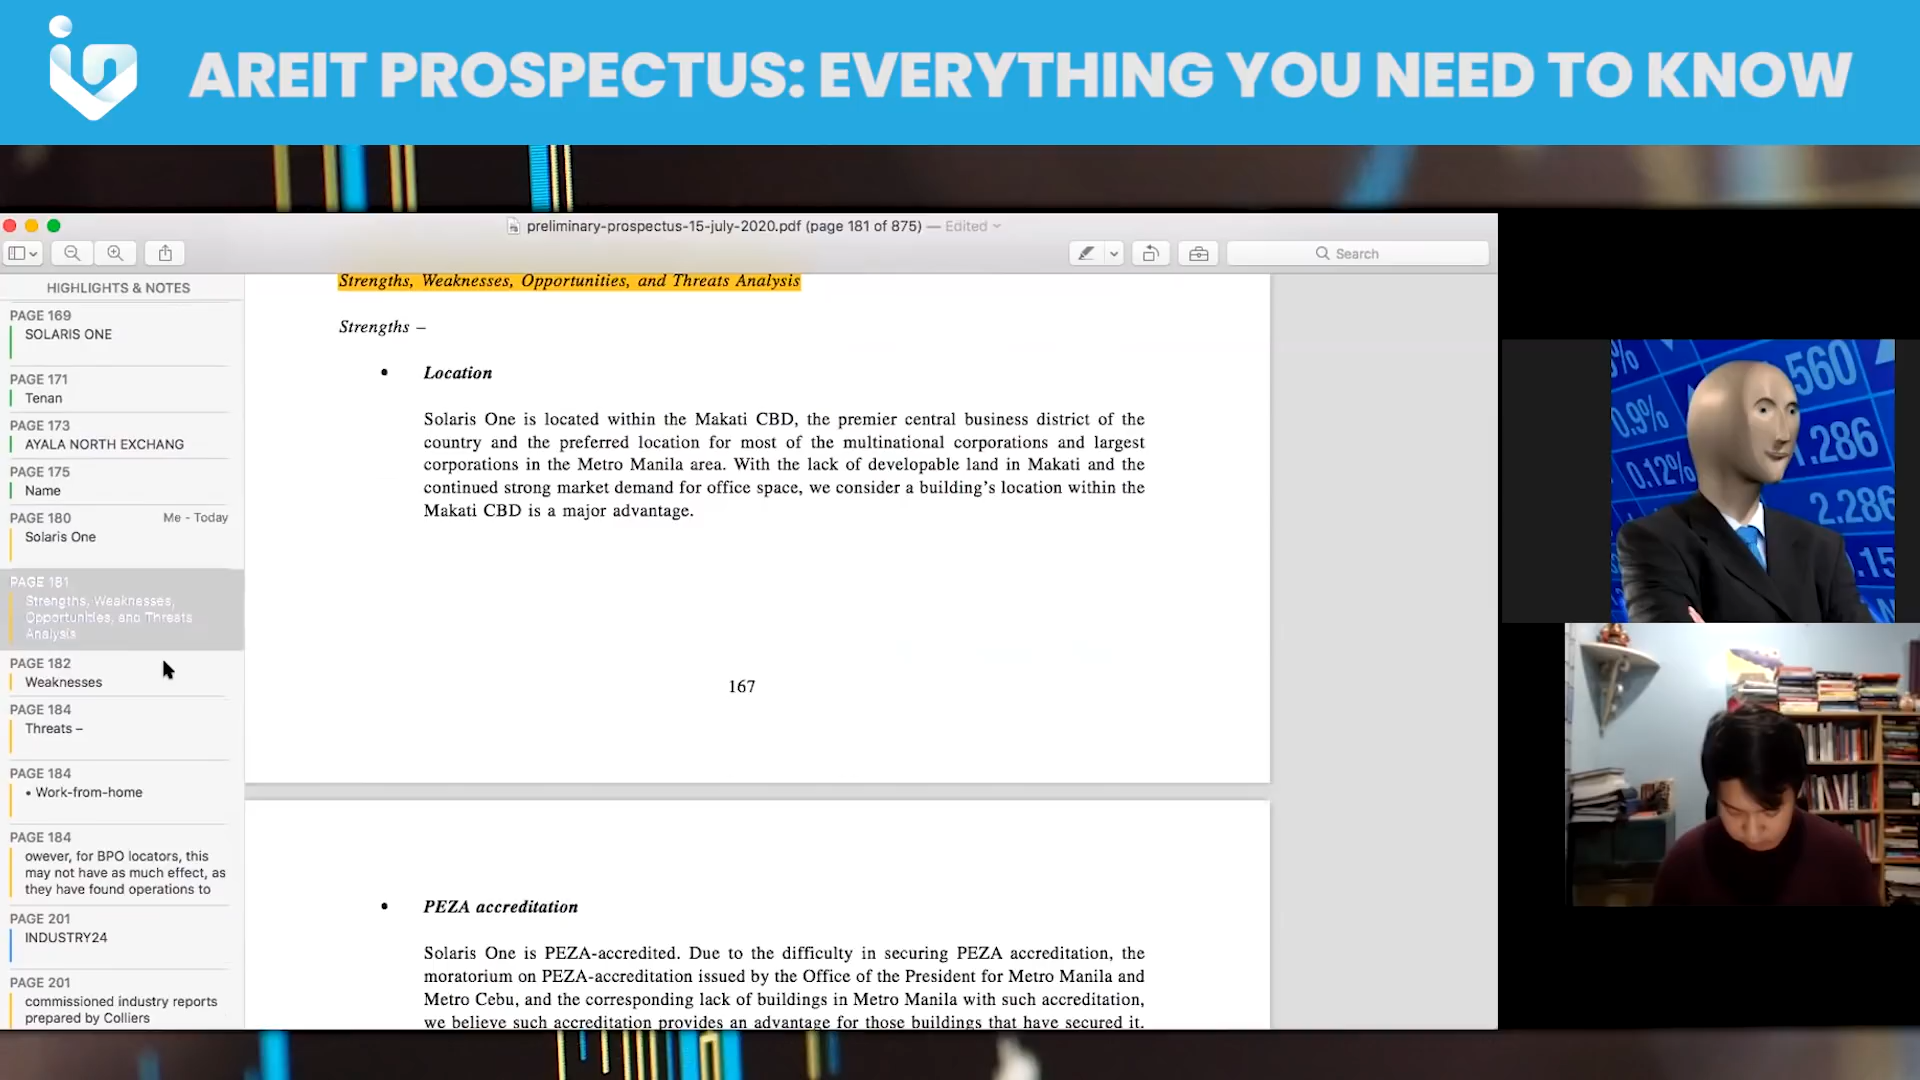 AREIT PROSPECTUS: EVERYTHING YOU NEED TO KNOW
preliminary-prospectus-15-july-2020.pdf (page 181 of 875) — Edited
Search
HIGHLIGHTS & NOTES
PAGE 169
SOLARIS ONE
PAGE 171
Tenan
PAGE 173
AYALA NORTH EXCHANG
PAGE 175
Name
PAGE 180 Me - Today
Solaris One
PAGE 181
Strengths, Weaknesses,
Opportunities, and Threats
Analysis
PAGE 182
Weaknesses
PAGE 184
Threats –
PAGE 184
• Work-from-home
PAGE 184
owever, for BPO locators, this
may not have as much effect, as
they have found operations to
PAGE 201
INDUSTRY24
PAGE 201
commissioned industry reports
prepared by Colliers
Strengths, Weaknesses, Opportunities, and Threats Analysis
Strengths –
• Location
Solaris One is located within the Makati CBD, the premier central business district of the
country and the preferred location for most of the multinational corporations and largest
corporations in the Metro Manila area. With the lack of developable land in Makati and the
continued strong market demand for office space, we consider a building’s location within the
Makati CBD is a major advantage.
167
• PEZA accreditation
Solaris One is PEZA-accredited. Due to the difficulty in securing PEZA accreditation, the
moratorium on PEZA-accreditation issued by the Office of the President for Metro Manila and
Metro Cebu, and the corresponding lack of buildings in Metro Manila with such accreditation,
we believe such accreditation provides an advantage for those buildings that have secured it.
560
0.9%
1.286
0.12%
2.286